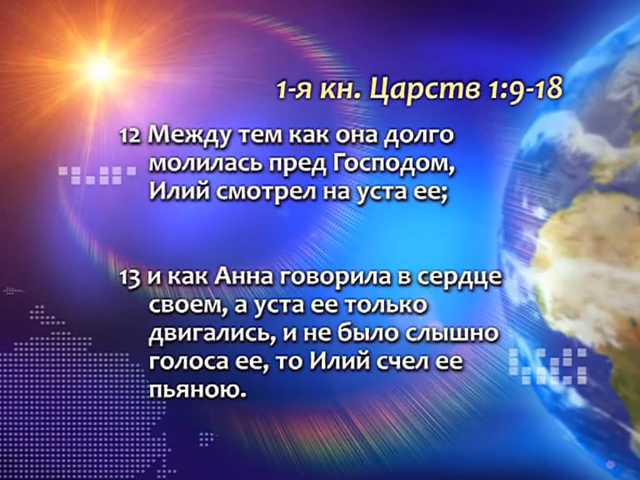 1-я кн. Царств 1:9-18
12 Между тем как она долго
молилась пред Господом,
Илий смотрел на уста ее;
13 и как Анна говорила в сердце
своем, а уста ее только
двигались, и не было слышно
голоса ее, то Илий счел ее
пьяною.